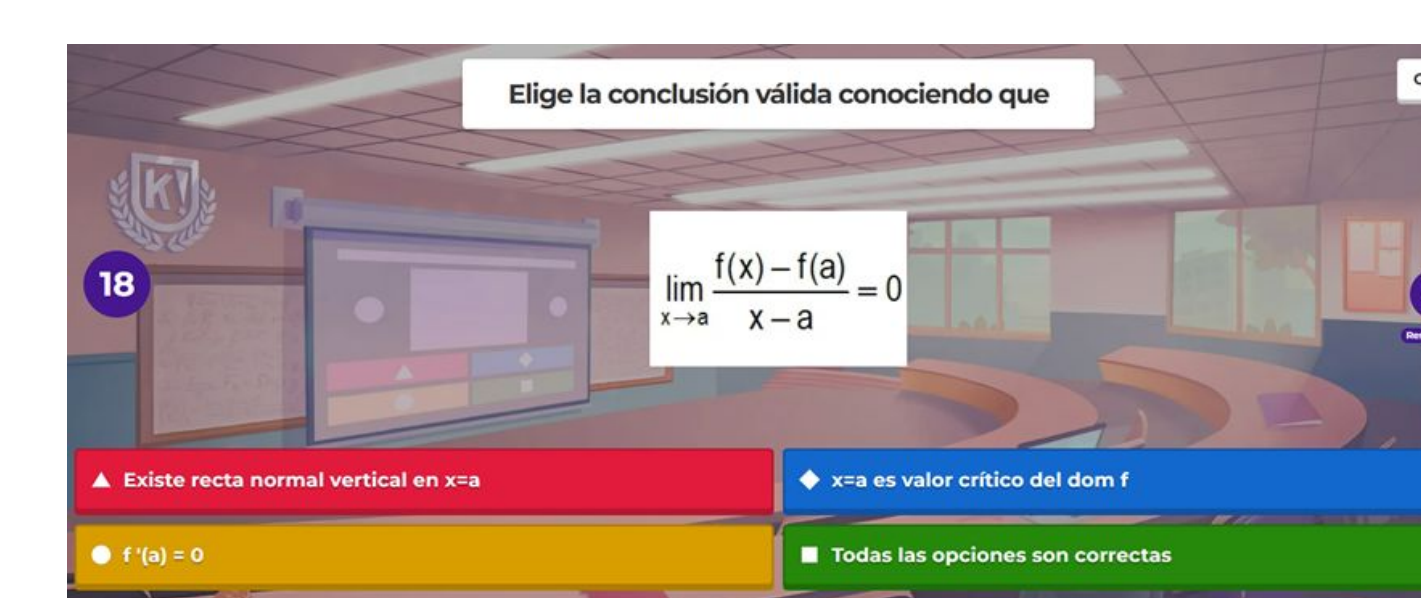 Elige la conclusión válida conociendo que
K!
18
lim f(x) – f(a) / x – a = 0
x→a
▲ Existe recta normal vertical en x=a
◆ x=a es valor crítico del dom f
● f '(a) = 0
■ Todas las opciones son correctas